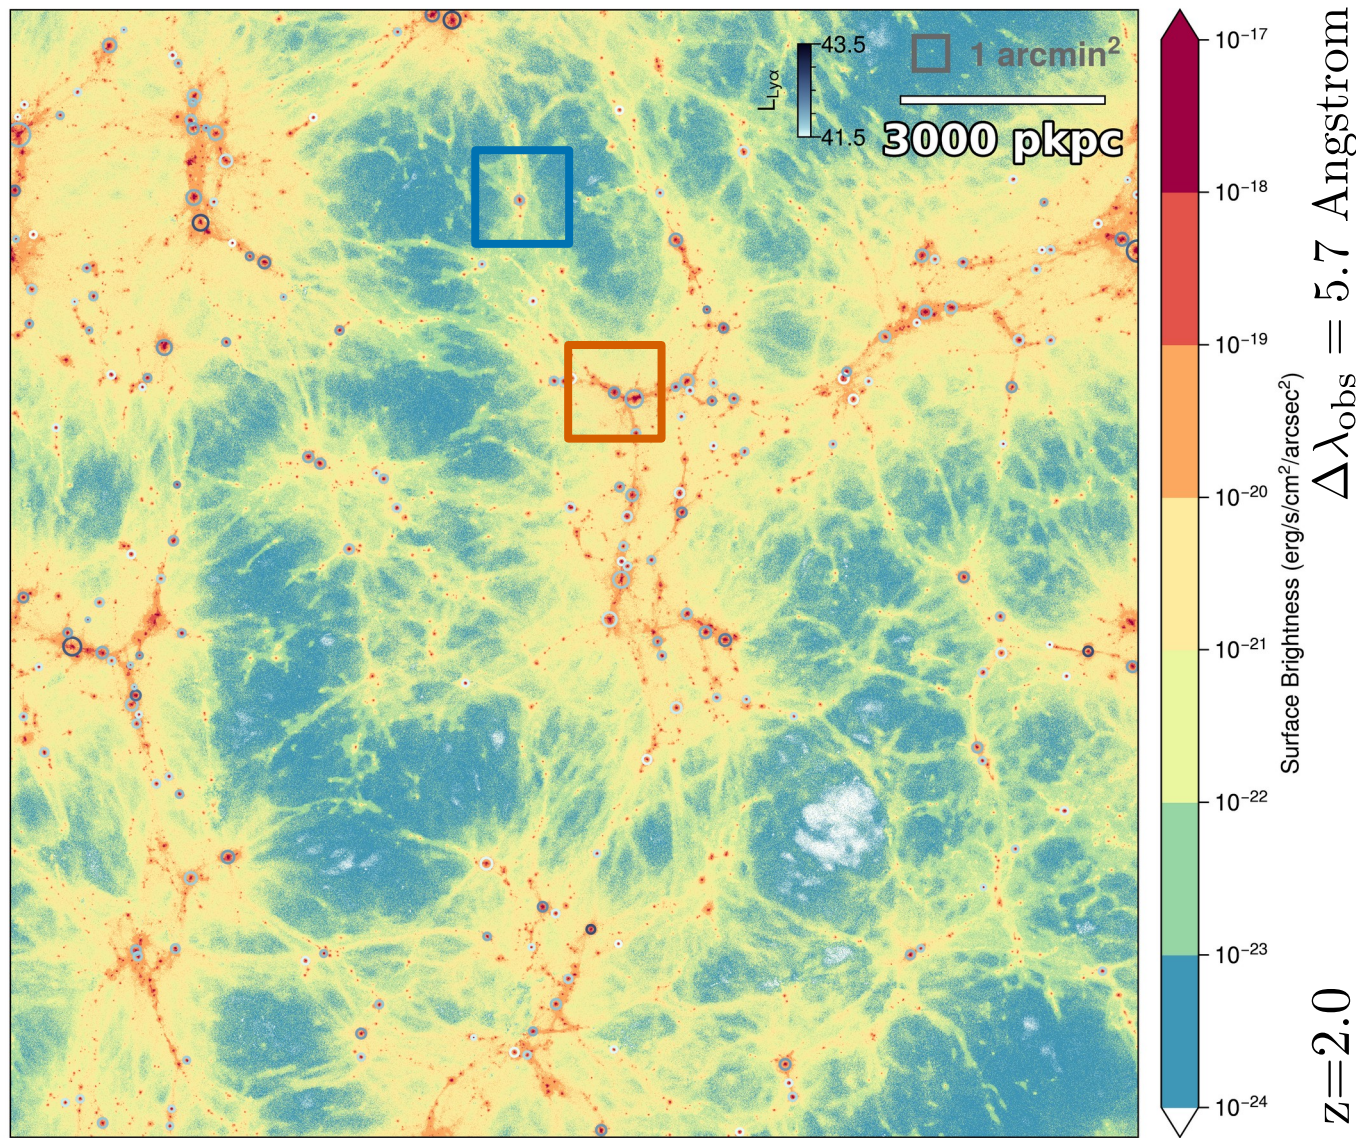 43.5
L_Lyα
41.5
1 arcmin²
3000 pkpc
10⁻¹⁷
10⁻¹⁸
10⁻¹⁹
10⁻²⁰
10⁻²¹
10⁻²²
10⁻²³
10⁻²⁴
Surface Brightness (erg/s/cm²/arcsec²)
z=2.0
Δλ_obs = 5.7 Angstrom